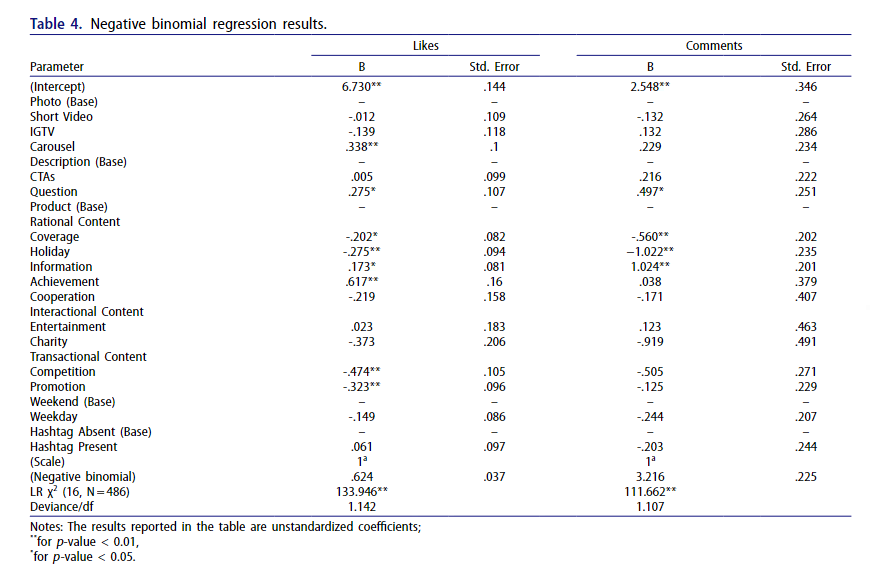 Table 4. Negative binomial regression results.
Likes Comments
Parameter B Std. Error B Std. Error
(Intercept) 6.730** .144 2.548** .346
Photo (Base) – – – –
Short Video -.012 .109 -.132 .264
IGTV -.139 .118 .132 .286
Carousel .338** .1 .229 .234
Description (Base) – – – –
CTAs .005 .099 .216 .222
Question .275* .107 .497* .251
Product (Base) – – – –
Rational Content
Coverage -.202* .082 -.560** .202
Holiday -.275** .094 −1.022** .235
Information .173* .081 1.024** .201
Achievement .617** .16 .038 .379
Cooperation -.219 .158 -.171 .407
Interactional Content
Entertainment .023 .183 .123 .463
Charity -.373 .206 -.919 .491
Transactional Content
Competition -.474** .105 -.505 .271
Promotion -.323** .096 -.125 .229
Weekend (Base) – – – –
Weekday -.149 .086 -.244 .207
Hashtag Absent (Base) – – – –
Hashtag Present .061 .097 -.203 .244
(Scale) 1ᵃ 1ᵃ
(Negative binomial) .624 .037 3.216 .225
LR χ² (16, N = 486) 133.946** 111.662**
Deviance/df 1.142 1.107
Notes: The results reported in the table are unstandardized coefficients;
**for p-value < 0.01,
*for p-value < 0.05.